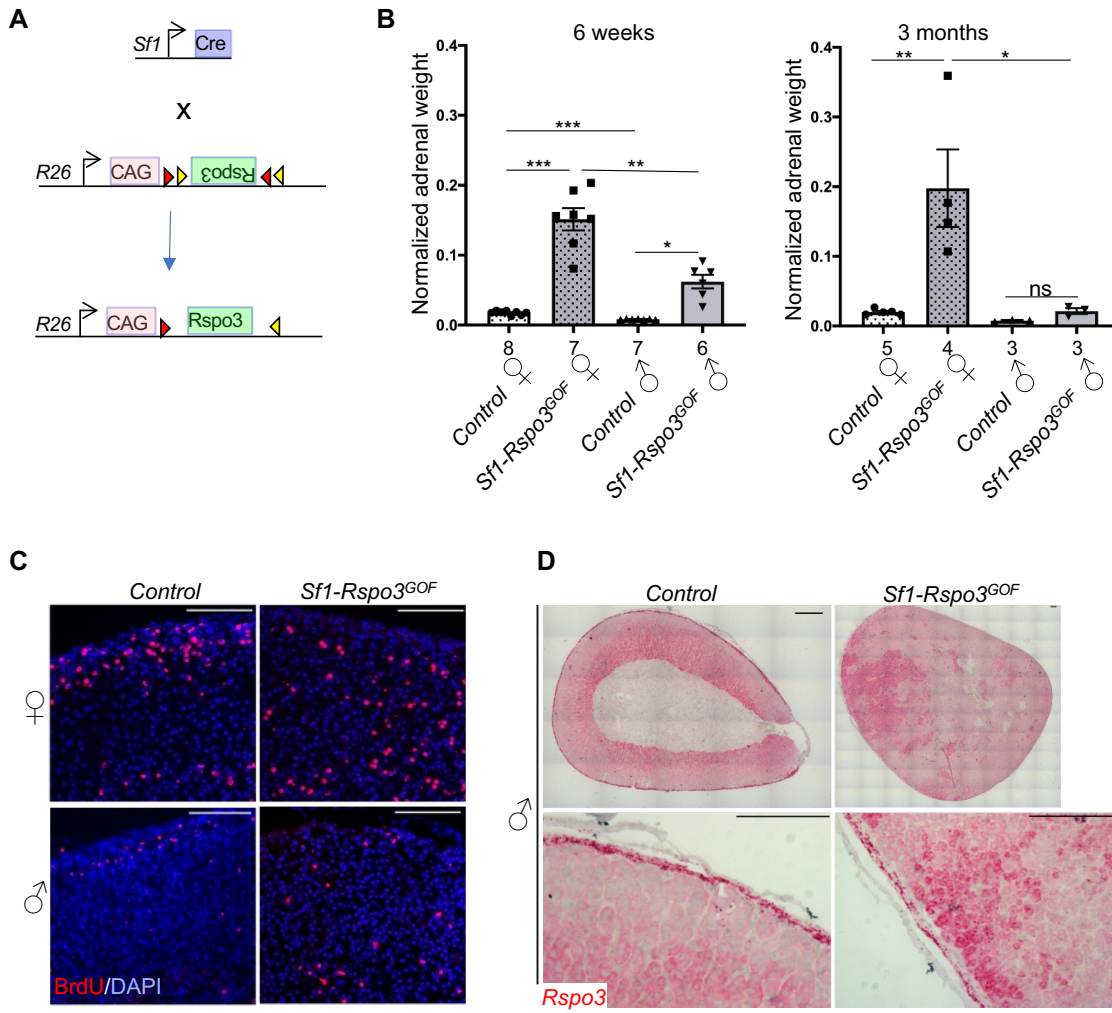 A
Sf1
Cre
X
R26
CAG
Rspo3
R26
CAG
Rspo3
B
6 weeks
Normalized adrenal weight
0.4
0.3
0.2
0.1
0.0
***
***
**
*
8 7 7 6
Control ♀
Sf1-Rspo3GOF ♀
Control ♂
Sf1-Rspo3GOF ♂
3 months
Normalized adrenal weight
0.4
0.3
0.2
0.1
0.0
** *
ns
5 4 3 3
Control ♀
Sf1-Rspo3GOF ♀
Control ♂
Sf1-Rspo3GOF ♂
C
Control Sf1-Rspo3GOF
♀
♂
BrdU/DAPI
D
Control Sf1-Rspo3GOF
♂
Rspo3